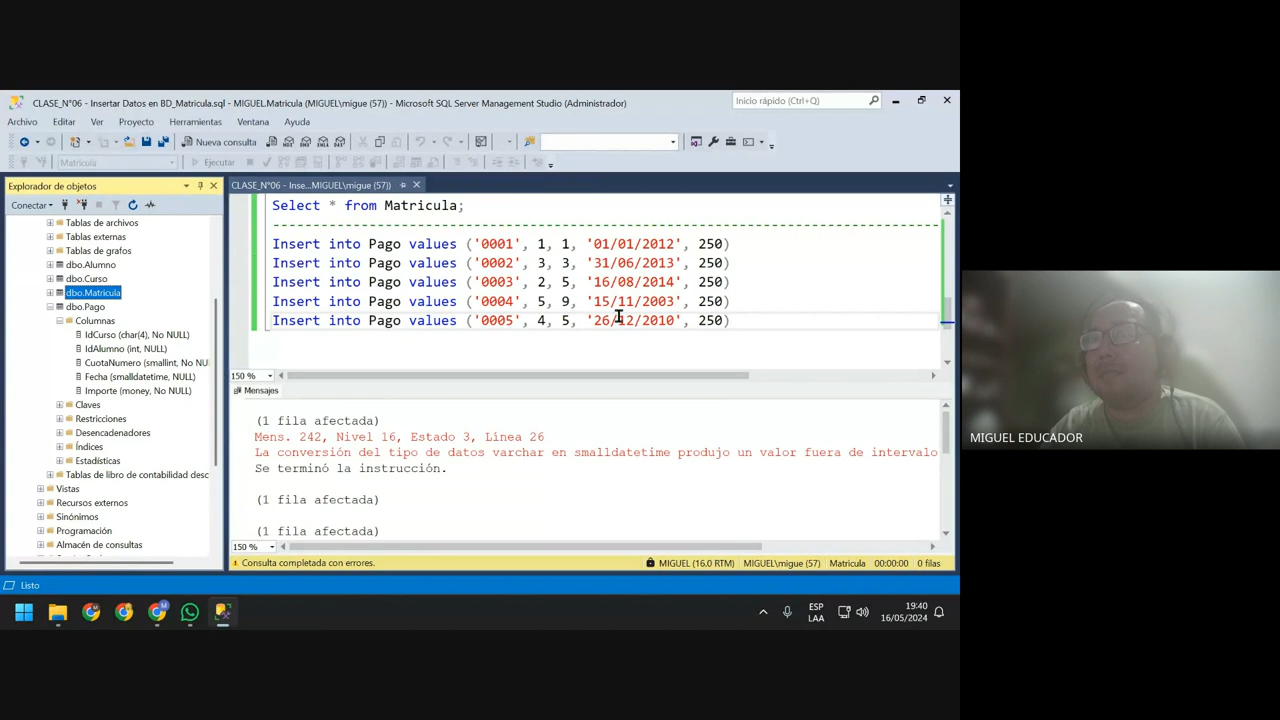 CLASE_N°06 - Insertar Datos en BD_Matricula.sql - MIGUEL.Matricula (MIGUEL\migue (57)) - Microsoft SQL Server Management Studio (Administrador)
Inicio rápido (Ctrl+Q)
Archivo Editar Ver Proyecto Herramientas Ventana Ayuda
Nueva consulta
Matricula
Ejecutar
Explorador de objetos
Conectar
Tablas de archivos
Tablas externas
Tablas de grafos
dbo.Alumno
dbo.Curso
dbo.Matricula
dbo.Pago
Columnas
IdCurso (char(4), No NULL)
IdAlumno (int, NULL)
CuotaNumero (smallint, No NU
Fecha (smalldatetime, NULL)
Importe (money, No NULL)
Claves
Restricciones
Desencadenadores
Índices
Estadísticas
Tablas de libro de contabilidad desc
Vistas
Recursos externos
Sinónimos
Programación
Almacén de consultas
CLASE_N°06 - Inse...MIGUEL\migue (57))
Select * from Matricula;
Insert into Pago values ('0001', 1, 1, '01/01/2012', 250)
Insert into Pago values ('0002', 3, 3, '31/06/2013', 250)
Insert into Pago values ('0003', 2, 5, '16/08/2014', 250)
Insert into Pago values ('0004', 5, 9, '15/11/2003', 250)
Insert into Pago values ('0005', 4, 5, '26/12/2010', 250)
150 %
Mensajes
(1 fila afectada)
Mens. 242, Nivel 16, Estado 3, Línea 26
La conversión del tipo de datos varchar en smalldatetime produjo un valor fuera de intervalo
Se terminó la instrucción.
(1 fila afectada)
(1 fila afectada)
150 %
Consulta completada con errores.
MIGUEL (16.0 RTM) MIGUEL\migue (57) Matricula 00:00:00 0 filas
Listo
ESP
LAA
19:40
16/05/2024
MIGUEL EDUCADOR